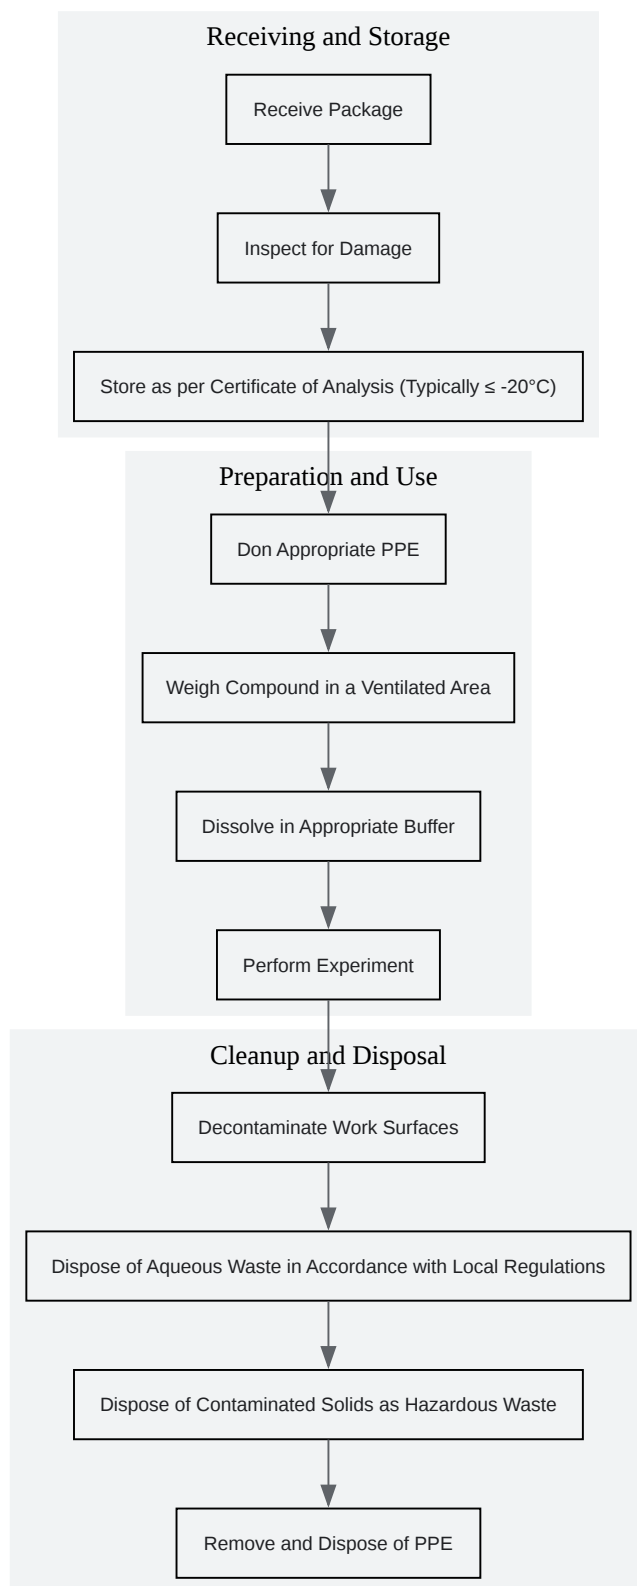 Receiving and Storage
Receive Package
Inspect for Damage
Store as per Certificate of Analysis (Typically ≤ -20°C)
Preparation and Use
Don Appropriate PPE
Weigh Compound in a Ventilated Area
Dissolve in Appropriate Buffer
Perform Experiment
Cleanup and Disposal
Decontaminate Work Surfaces
Dispose of Aqueous Waste in Accordance with Local Regulations
Dispose of Contaminated Solids as Hazardous Waste
Remove and Dispose of PPE